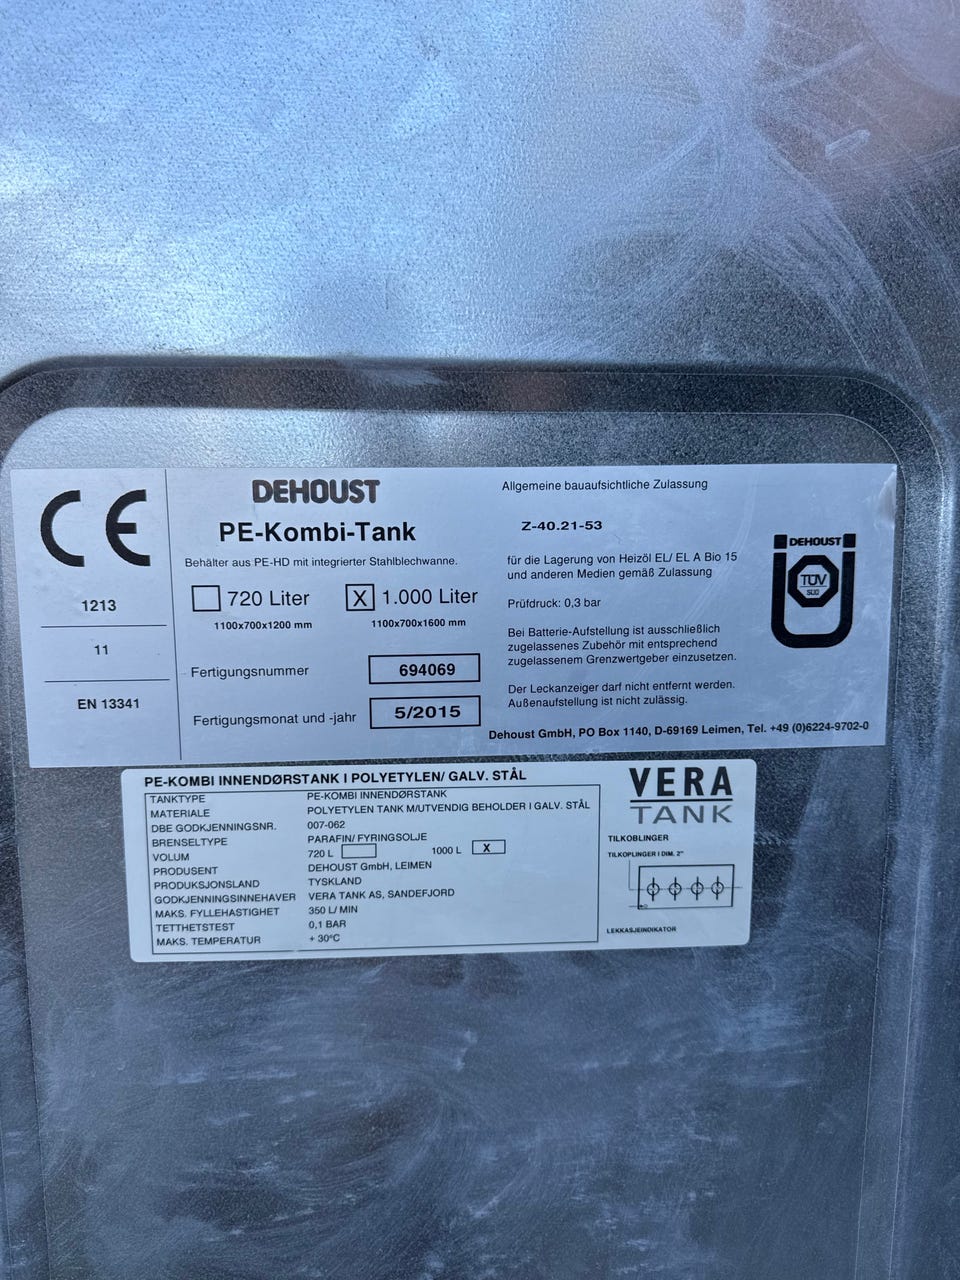 CE
1213
11
EN 13341
DEHOUST
PE-Kombi-Tank
Behälter aus PE-HD mit integrierter Stahlblechwanne.
720 Liter X 1.000 Liter
1100x700x1200 mm 1100x700x1600 mm
Fertigungsnummer 694069
Fertigungsmonat und -jahr 5/2015
Allgemeine bauaufsichtliche Zulassung
Z-40.21-53
für die Lagerung von Heizöl EL/ EL A Bio 15
und anderen Medien gemäß Zulassung
Prüfdruck: 0,3 bar
Bei Batterie-Aufstellung ist ausschließlich
zugelassenes Zubehör mit entsprechend
zugelassenem Grenzwertgeber einzusetzen.
Der Leckanzeiger darf nicht entfernt werden.
Außenaufstellung ist nicht zulässig.
Dehoust GmbH, PO Box 1140, D-69169 Leimen, Tel. +49 (0)6224-9702-0
DEHOUST
TÜV
SÜD
PE-KOMBI INNENDØRSTANK I POLYETYLEN/ GALV. STÅL
TANKTYPE PE-KOMBI INNENDØRSTANK
MATERIALE POLYETYLEN TANK M/UTVENDIG BEHOLDER I GALV. STÅL
DBE GODKJENNINGSNR. 007-062
BRENSELTYPE PARAFIN/ FYRINGSOLJE
VOLUM 720 L 1000 L X
PRODUSENT DEHOUST GmbH, LEIMEN
PRODUKSJONSLAND TYSKLAND
GODKJENNINGSINNEHAVER VERA TANK AS, SANDEFJORD
MAKS. FYLLEHASTIGHET 350 L/ MIN
TETTHETSTEST 0,1 BAR
MAKS. TEMPERATUR + 30°C
VERA
TANK
TILKOBLINGER
TILKOPLINGER I DIM. 2"
LEKKASJEINDIKATOR